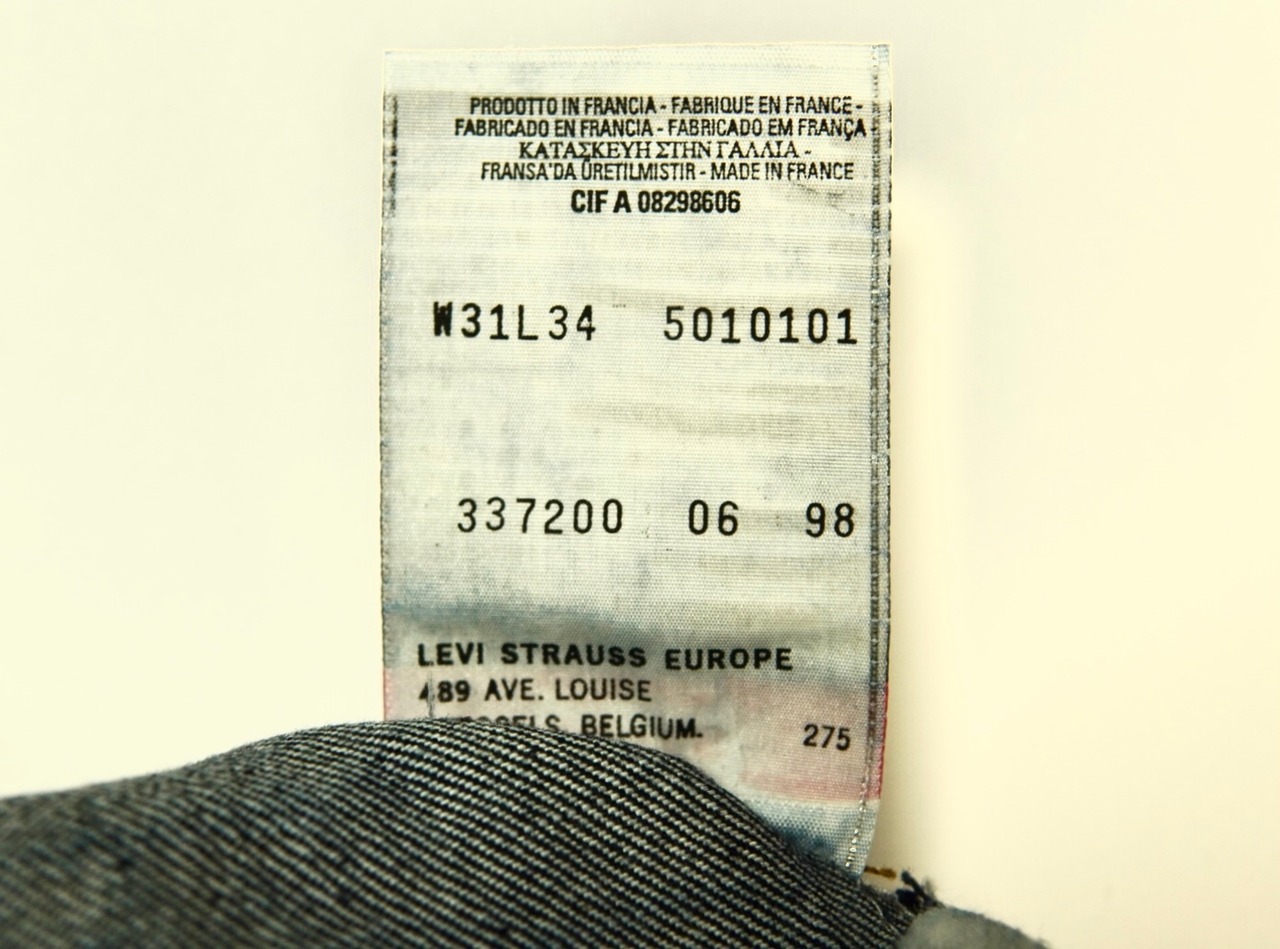 PRODOTTO IN FRANCIA - FABRIQUE EN FRANCE -
FABRICADO EN FRANCIA - FABRICADO EM FRANÇA -
ΚΑΤΑΣΚΕΥΗ ΣΤΗΝ ΓΑΛΛΙΑ -
FRANSA'DA ÜRETILMISTIR - MADE IN FRANCE
CIF A 08298606
W31L34 5010101
337200 06 98
LEVI STRAUSS EUROPE
489 AVE. LOUISE
BELGIUM. 275